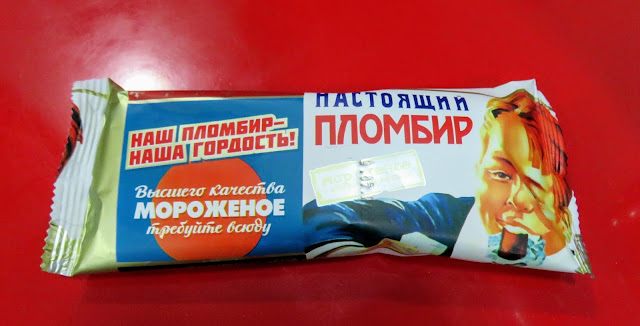 НАШ ПЛОМБИР–
НАША ГОРДОСТЬ!
Высшего качества
МОРОЖЕНОЕ
требуйте всюду
НАСТОЯЩИЙ
ПЛОМБИР